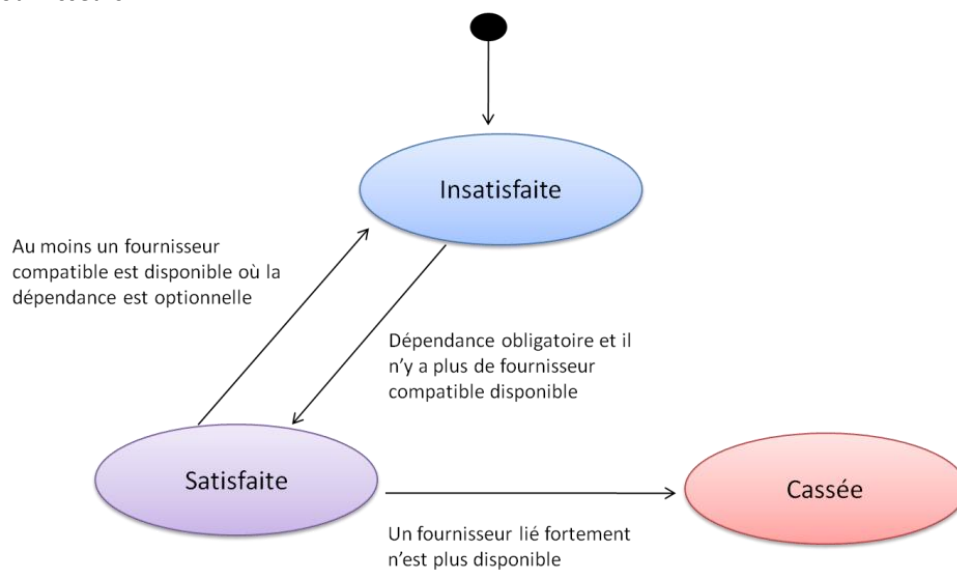 Insatisfaite
Au moins un fournisseur
compatible est disponible où la
dépendance est optionnelle
Dépendance obligatoire et il
n'y a plus de fournisseur
compatible disponible
Satisfaite
Cassée
Un fournisseur lié fortement
n'est plus disponible